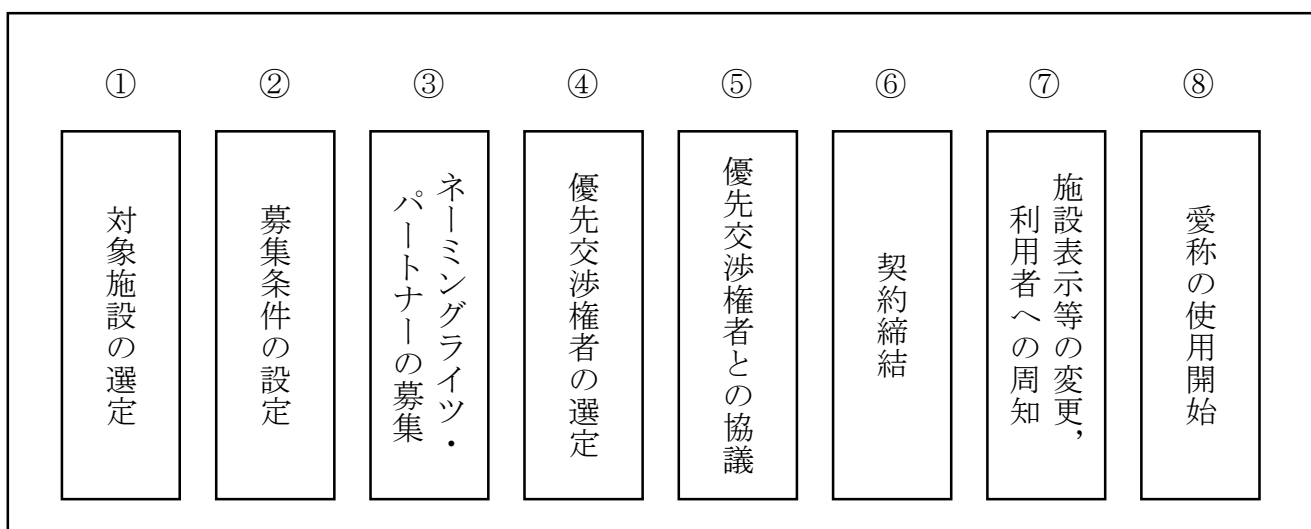 ①
対象施設の選定
②
募集条件の設定
③
ネーミングライツ・
パートナーの募集
④
優先交渉権者の選定
⑤
優先交渉権者との協議
⑥
契約締結
⑦
施設表示等の変更,
利用者への周知
⑧
愛称の使用開始